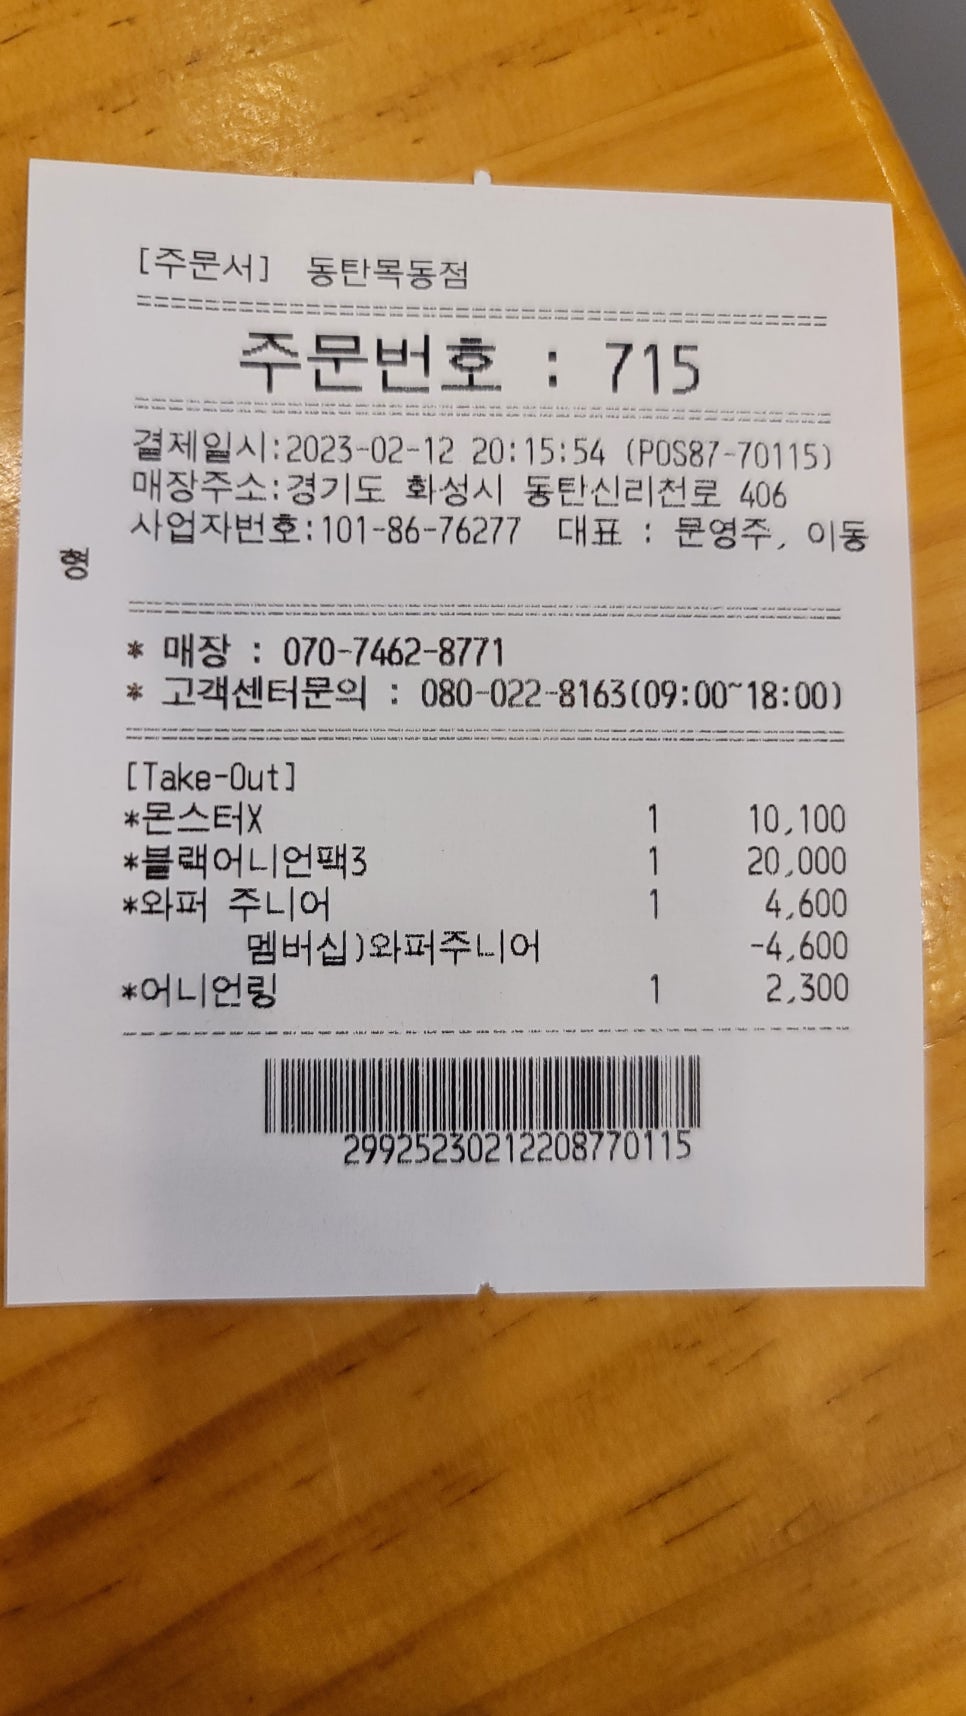 [주문서] 동탄목동점
주문번호 : 715
결제일시:2023-02-12 20:15:54 (POS87-70115)
매장주소:경기도 화성시 동탄신리천로 406
사업자번호:101-86-76277 대표 : 문영주, 이동
형
* 매장 : 070-7462-8771
* 고객센터문의 : 080-022-8163(09:00~18:00)
[Take-Out]
*몬스터X 1 10,100
*블랙어니언팩3 1 20,000
*와퍼 주니어 1 4,600
멤버십)와퍼주니어 -4,600
*어니언링 1 2,300
29925230212208770115